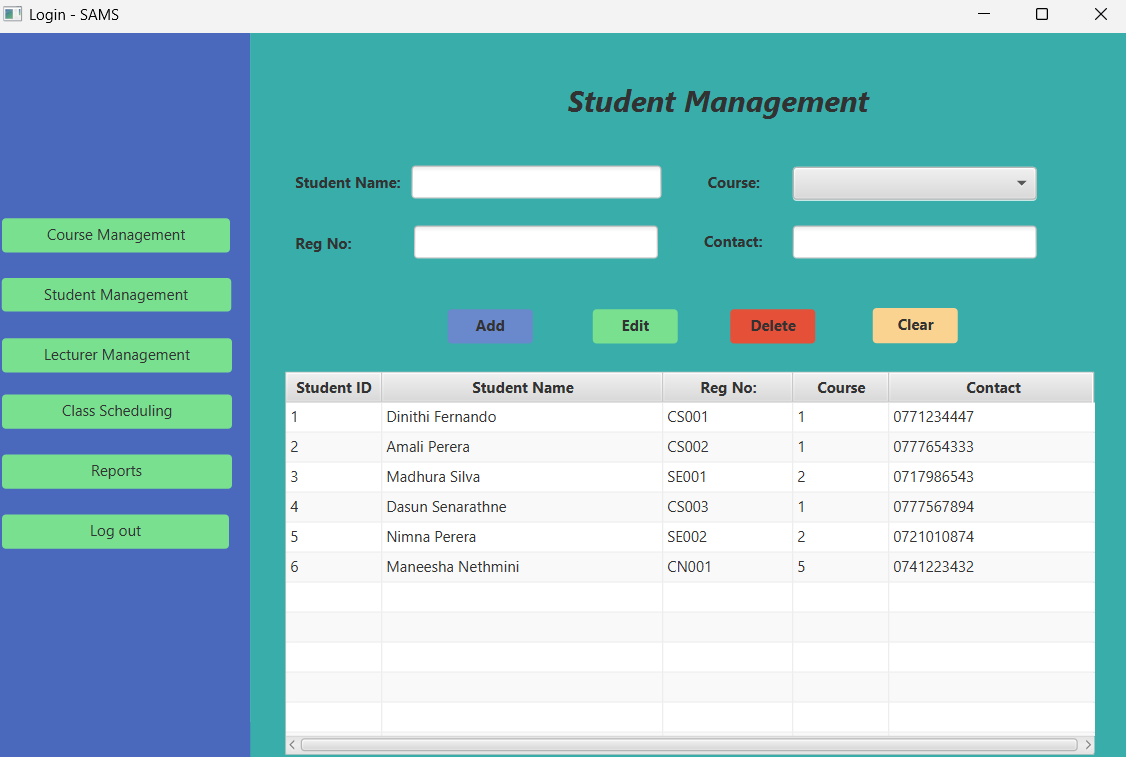 Login - SAMS
Student Management
Student Name:
Course:
Reg No:
Contact:
Course Management
Student Management
Lecturer Management
Class Scheduling
Reports
Log out
Add Edit Delete Clear
Student ID Student Name Reg No: Course Contact
1 Dinithi Fernando CS001 1 0771234447
2 Amali Perera CS002 1 0777654333
3 Madhura Silva SE001 2 0717986543
4 Dasun Senarathne CS003 1 0777567894
5 Nimna Perera SE002 2 0721010874
6 Maneesha Nethmini CN001 5 0741223432